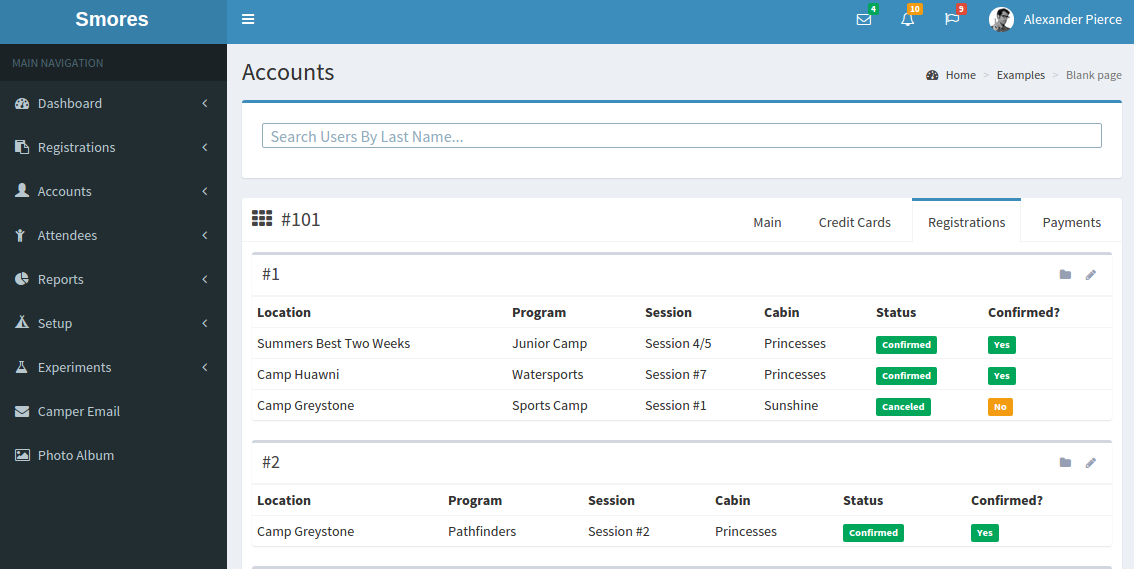 Smores
4 10 9 Alexander Pierce
MAIN NAVIGATION
Dashboard
Registrations
Accounts
Attendees
Reports
Setup
Experiments
Camper Email
Photo Album
Accounts
Home > Examples > Blank page
Search Users By Last Name...
#101 Main Credit Cards Registrations Payments
#1
Location Program Session Cabin Status Confirmed?
Summers Best Two Weeks Junior Camp Session 4/5 Princesses Confirmed Yes
Camp Huawni Watersports Session #7 Princesses Confirmed Yes
Camp Greystone Sports Camp Session #1 Sunshine Canceled No
#2
Location Program Session Cabin Status Confirmed?
Camp Greystone Pathfinders Session #2 Princesses Confirmed Yes